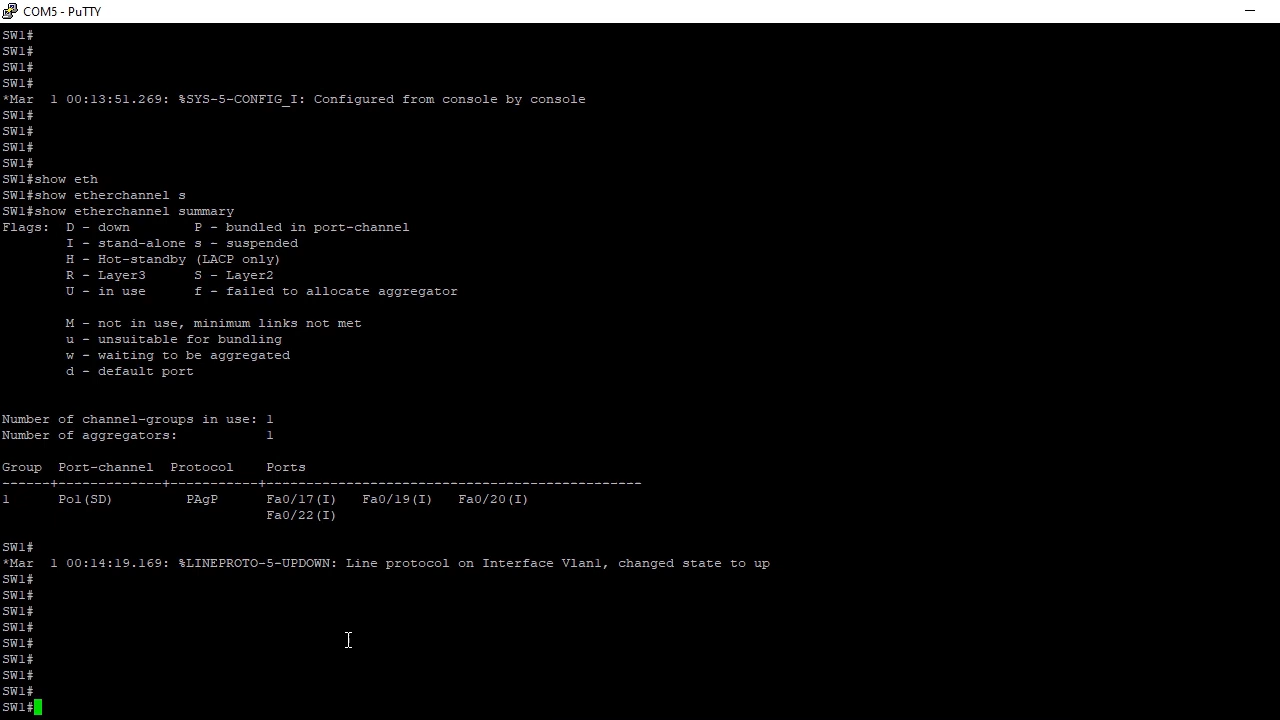 COM5 - PuTTY
SW1#
SW1#
SW1#
SW1#
*Mar  1 00:13:51.269: %SYS-5-CONFIG_I: Configured from console by console
SW1#
SW1#
SW1#
SW1#
SW1#show eth
SW1#show etherchannel s
SW1#show etherchannel summary
Flags:  D - down        P - bundled in port-channel
        I - stand-alone s - suspended
        H - Hot-standby (LACP only)
        R - Layer3      S - Layer2
        U - in use      f - failed to allocate aggregator
        M - not in use, minimum links not met
        u - unsuitable for bundling
        w - waiting to be aggregated
        d - default port
Number of channel-groups in use: 1
Number of aggregators:           1
Group  Port-channel  Protocol    Ports
------+-------------+-----------+-----------------------------------------------
1      Po1(SD)         PAgP      Fa0/17(I)   Fa0/19(I)   Fa0/20(I)
                                 Fa0/22(I)
SW1#
*Mar  1 00:14:19.169: %LINEPROTO-5-UPDOWN: Line protocol on Interface Vlan1, changed state to up
SW1#
SW1#
SW1#
SW1#
SW1#
SW1#
SW1#
SW1#
SW1#